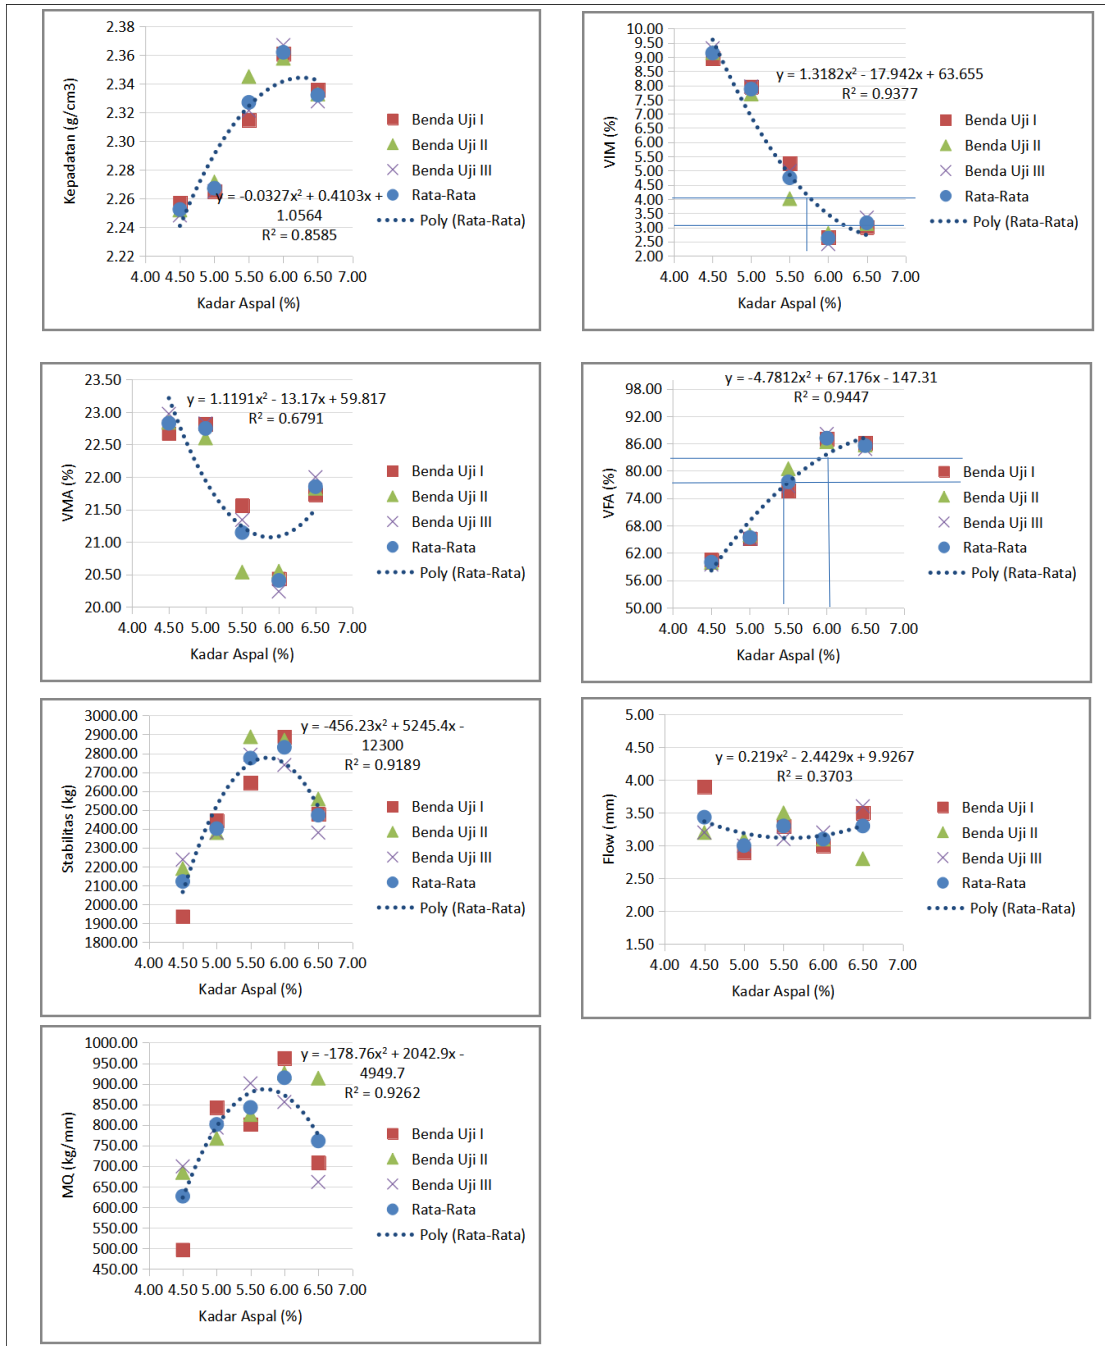 2.38
2.36
2.34
2.32
2.30
2.28
2.26
2.24
2.22
Kepadatan (g/cm3)
y = -0.0327x² + 0.4103x +
1.0564
R² = 0.8585
4.00 4.50 5.00 5.50 6.00 6.50 7.00
Kadar Aspal (%)
Benda Uji I
Benda Uji II
Benda Uji III
Rata-Rata
Poly (Rata-Rata)
10.00
9.50
9.00
8.50
8.00
7.50
7.00
6.50
6.00
5.50
5.00
4.50
4.00
3.50
3.00
2.50
2.00
VIM (%)
y = 1.3182x² - 17.942x + 63.655
R² = 0.9377
4.00 4.50 5.00 5.50 6.00 6.50 7.00
Kadar Aspal (%)
Benda Uji I
Benda Uji II
Benda Uji III
Rata-Rata
Poly (Rata-Rata)
23.50
23.00
22.50
22.00
21.50
21.00
20.50
20.00
VMA (%)
y = 1.1191x² - 13.17x + 59.817
R² = 0.6791
4.00 4.50 5.00 5.50 6.00 6.50 7.00
Kadar Aspal (%)
Benda Uji I
Benda Uji II
Benda Uji III
Rata-Rata
Poly (Rata-Rata)
y = -4.7812x² + 67.176x - 147.31
R² = 0.9447
98.00
92.00
86.00
80.00
74.00
68.00
62.00
56.00
50.00
VFA (%)
4.00 4.50 5.00 5.50 6.00 6.50 7.00
Kadar Aspal (%)
Benda Uji I
Benda Uji II
Benda Uji III
Rata-Rata
Poly (Rata-Rata)
3000.00
2900.00
2800.00
2700.00
2600.00
2500.00
2400.00
2300.00
2200.00
2100.00
2000.00
1900.00
1800.00
Stabilitas (kg)
y = -456.23x² + 5245.4x -
12300
R² = 0.9189
4.00 4.50 5.00 5.50 6.00 6.50 7.00
Kadar Aspal (%)
Benda Uji I
Benda Uji II
Benda Uji III
Rata-Rata
Poly (Rata-Rata)
5.00
4.50
4.00
3.50
3.00
2.50
2.00
1.50
Flow (mm)
y = 0.219x² - 2.4429x + 9.9267
R² = 0.3703
4.00 4.50 5.00 5.50 6.00 6.50 7.00
Kadar Aspal (%)
Benda Uji I
Benda Uji II
Benda Uji III
Rata-Rata
Poly (Rata-Rata)
1000.00
950.00
900.00
850.00
800.00
750.00
700.00
650.00
600.00
550.00
500.00
450.00
MQ (kg/mm)
y = -178.76x² + 2042.9x -
4949.7
R² = 0.9262
4.00 4.50 5.00 5.50 6.00 6.50 7.00
Kadar Aspal (%)
Benda Uji I
Benda Uji II
Benda Uji III
Rata-Rata
Poly (Rata-Rata)